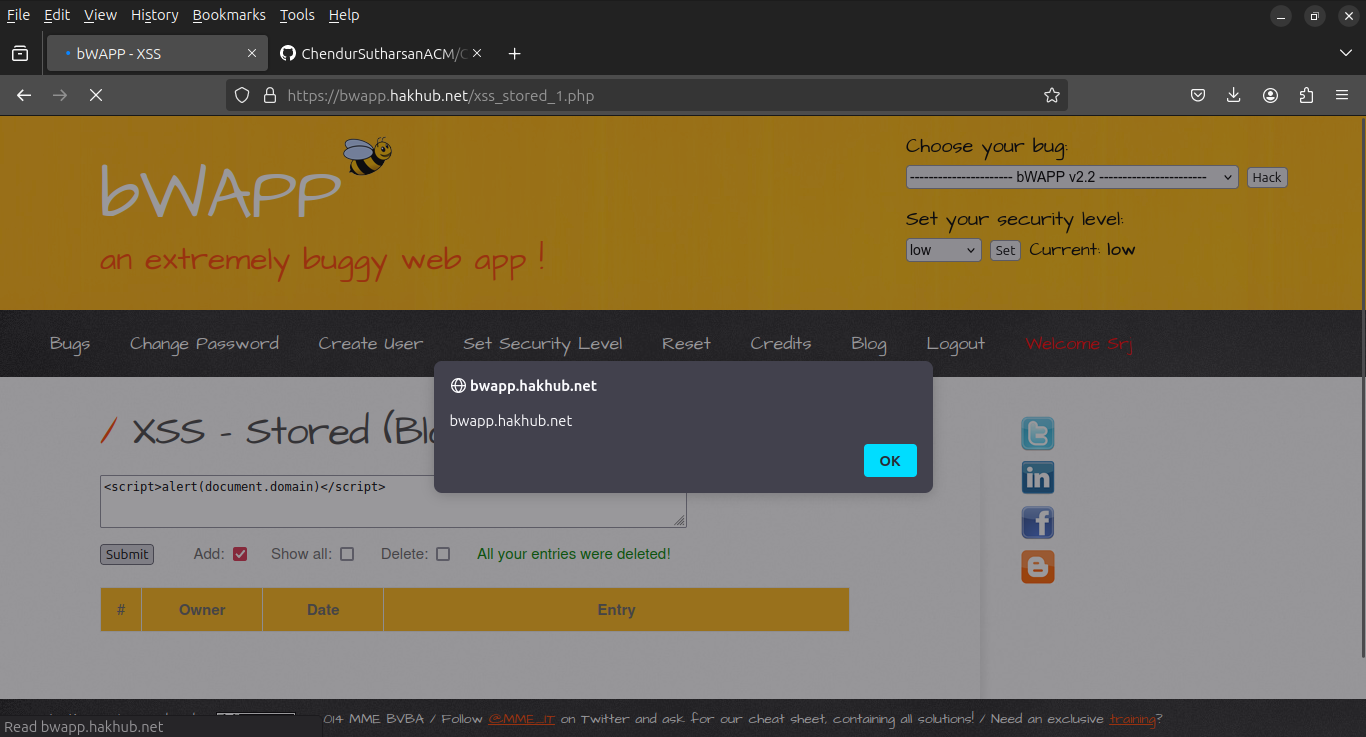 File Edit View History Bookmarks Tools Help
bWAPP - XSS
ChendurSutharsanACM/
https://bwapp.hakhub.net/xss_stored_1.php
bWAPP
an extremely buggy web app !
Choose your bug:
---------------------- bWAPP v2.2 -----------------------
Hack
Set your security level:
low
Set
Current: low
Bugs Change Password Create User Set Security Level Reset Credits Blog Logout Welcome Srj
/ XSS - Stored (Blo
bwapp.hakhub.net
bwapp.hakhub.net
OK
<script>alert(document.domain)</script>
Submit Add: Show all: Delete: All your entries were deleted!
# Owner Date Entry
014 MME BVBA / Follow @MME_IT on Twitter and ask for our cheat sheet, containing all solutions! / Need an exclusive training?
Read bwapp.hakhub.net